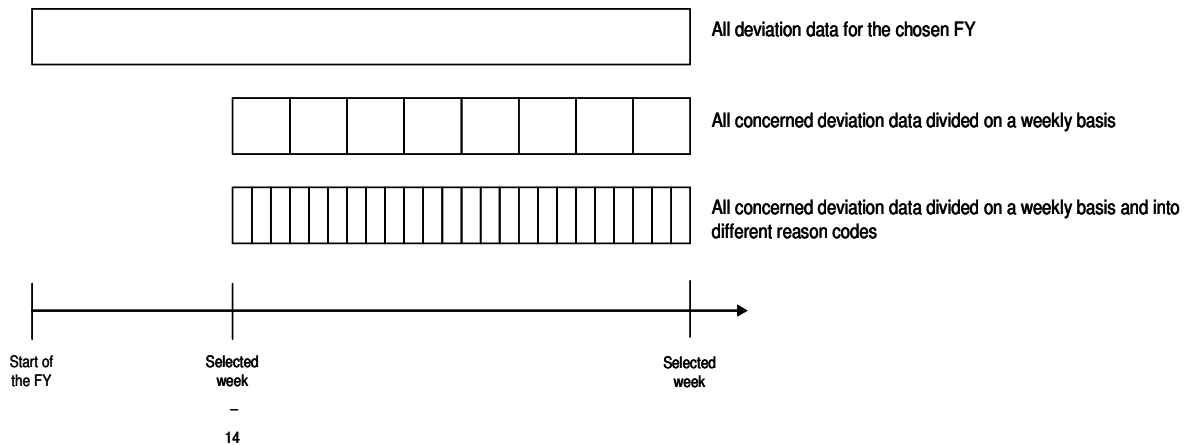 All deviation data for the chosen FY
All concerned deviation data divided on a weekly basis
All concerned deviation data divided on a weekly basis and into
different reason codes
Start of
the FY
Selected
week
–
14
Selected
week